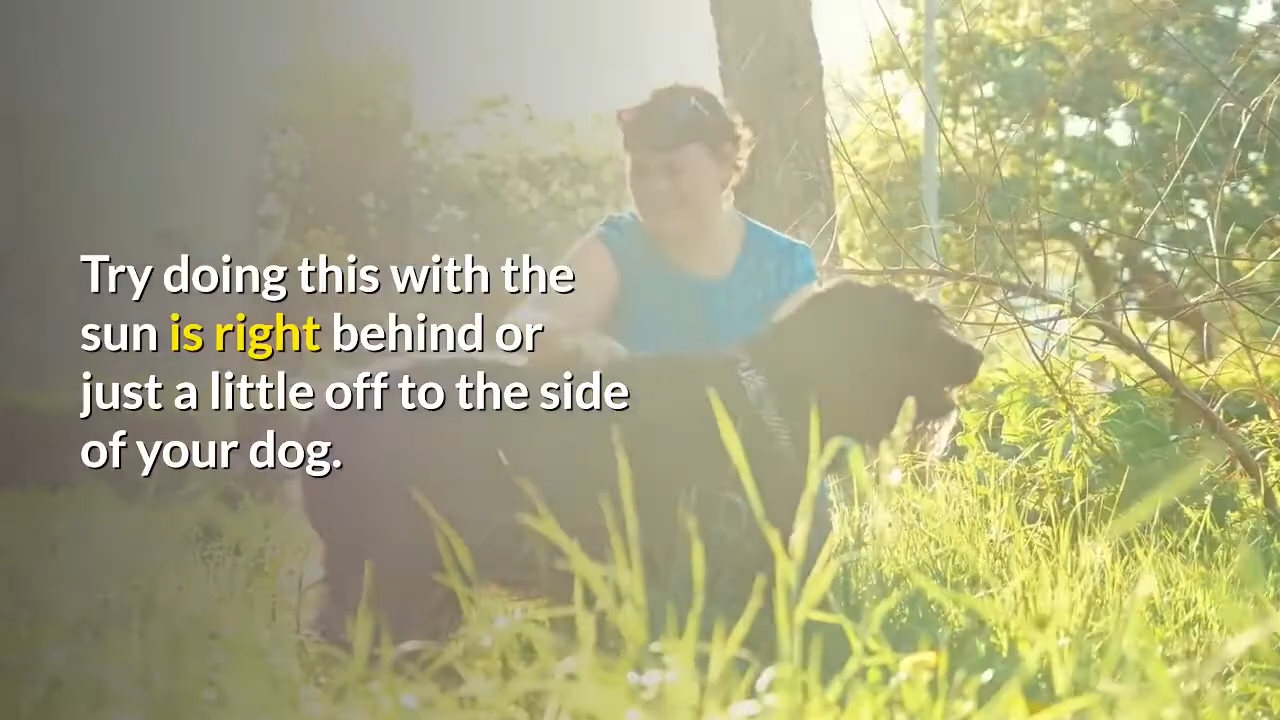 Try doing this with the
sun is right behind or
just a little off to the side
of your dog.